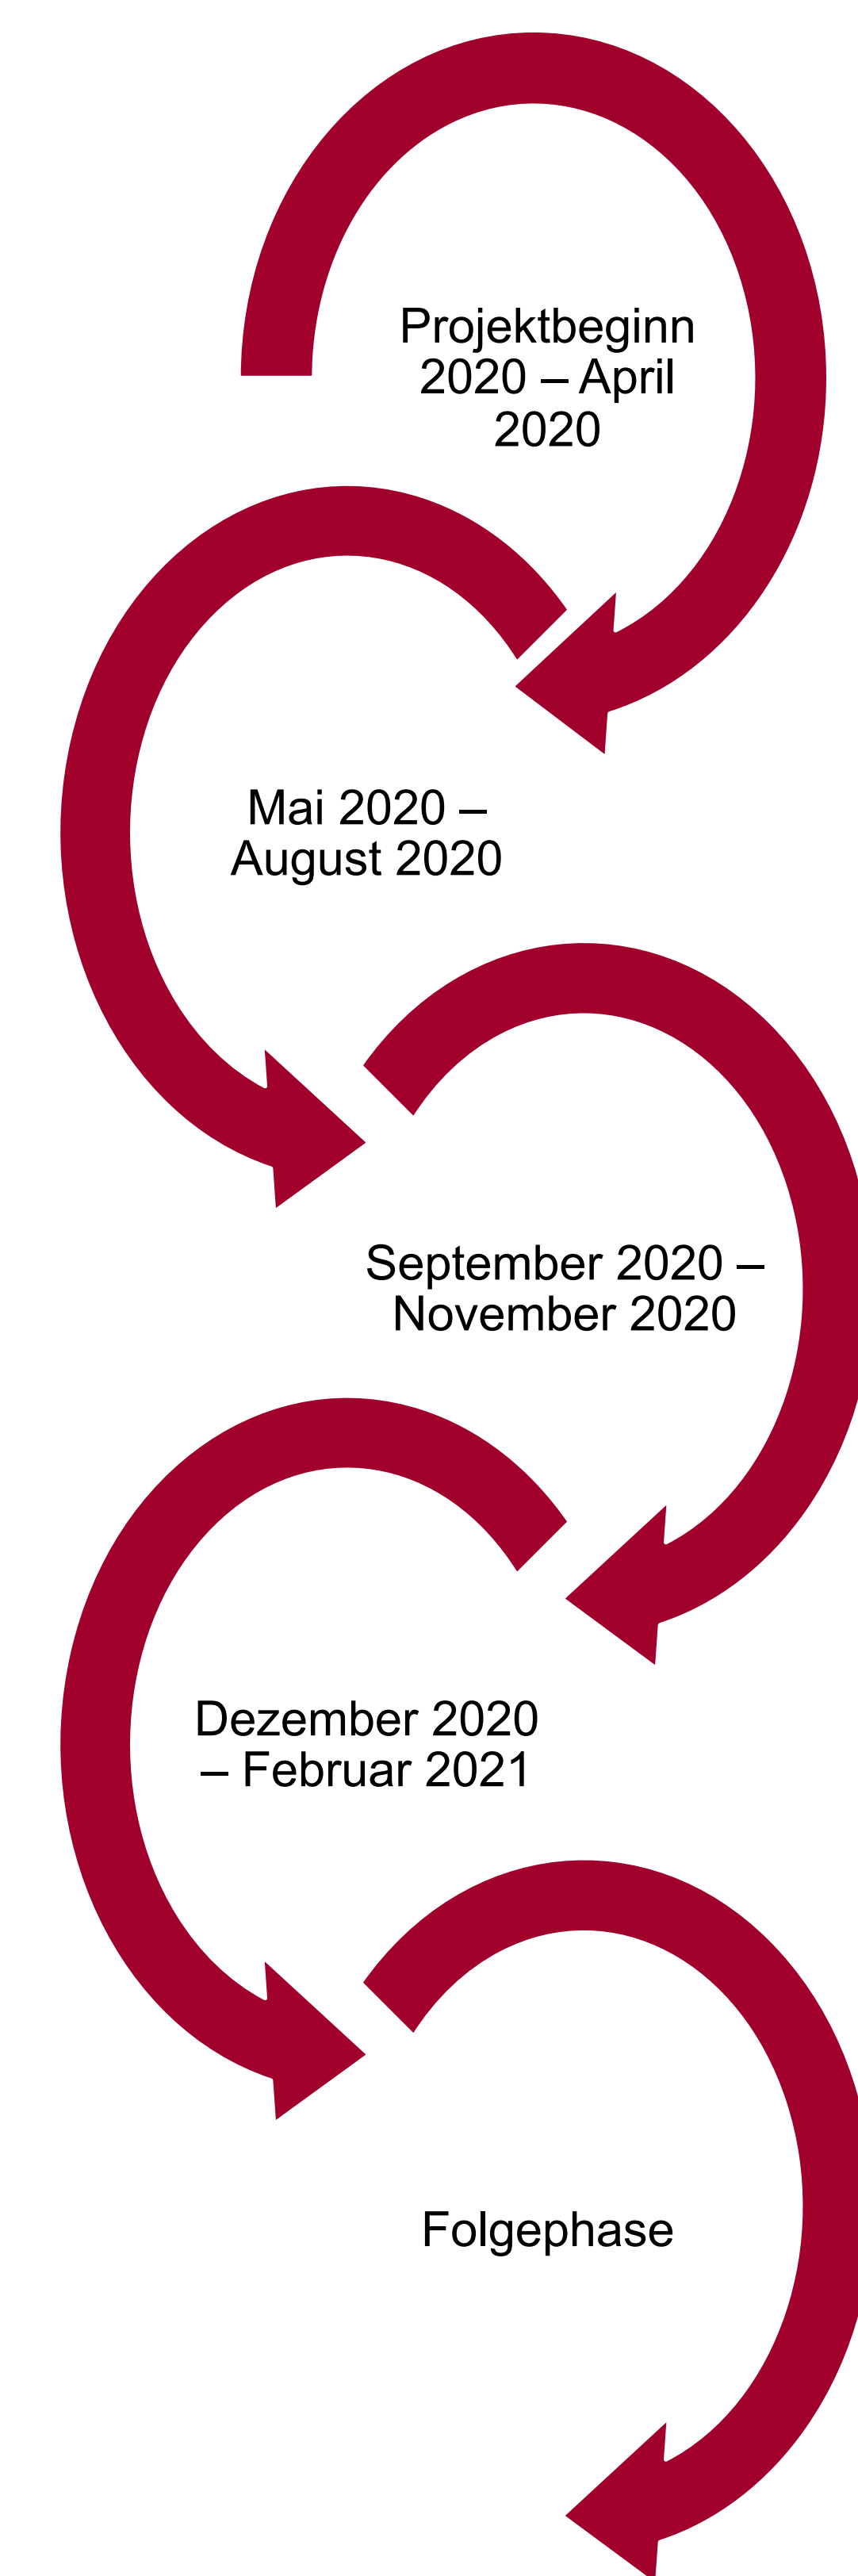 Projektbeginn
2020 – April
2020
Mai 2020 –
August 2020
September 2020 –
November 2020
Dezember 2020
– Februar 2021
Folgephase